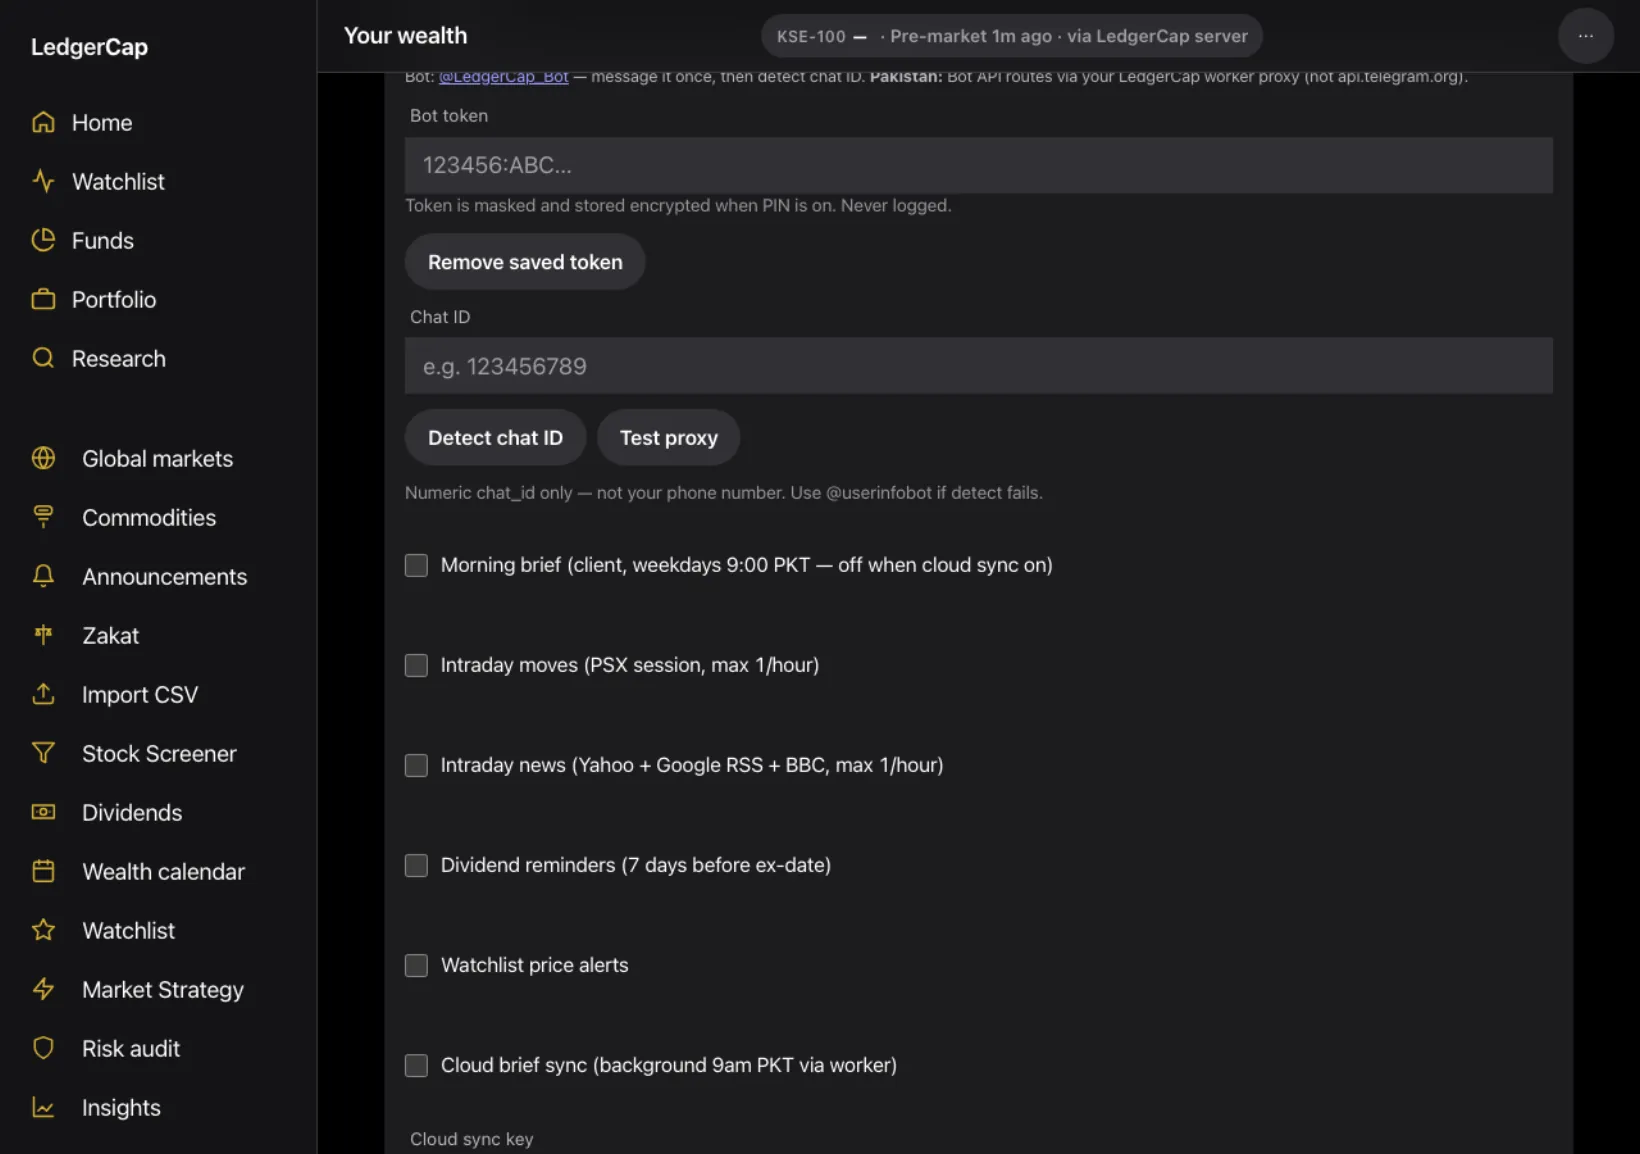 LedgerCap
Home
Watchlist
Funds
Portfolio
Research
Global markets
Commodities
Announcements
Zakat
Import CSV
Stock Screener
Dividends
Wealth calendar
Watchlist
Market Strategy
Risk audit
Insights
Your wealth
KSE-100 — · Pre-market 1m ago · via LedgerCap server
...
Bot: @LedgerCap_Bot — message it once, then detect chat ID. Pakistan: Bot API routes via your LedgerCap worker proxy (not api.telegram.org).
Bot token
123456:ABC...
Token is masked and stored encrypted when PIN is on. Never logged.
Remove saved token
Chat ID
e.g. 123456789
Detect chat ID
Test proxy
Numeric chat_id only — not your phone number. Use @userinfobot if detect fails.
Morning brief (client, weekdays 9:00 PKT — off when cloud sync on)
Intraday moves (PSX session, max 1/hour)
Intraday news (Yahoo + Google RSS + BBC, max 1/hour)
Dividend reminders (7 days before ex-date)
Watchlist price alerts
Cloud brief sync (background 9am PKT via worker)
Cloud sync key